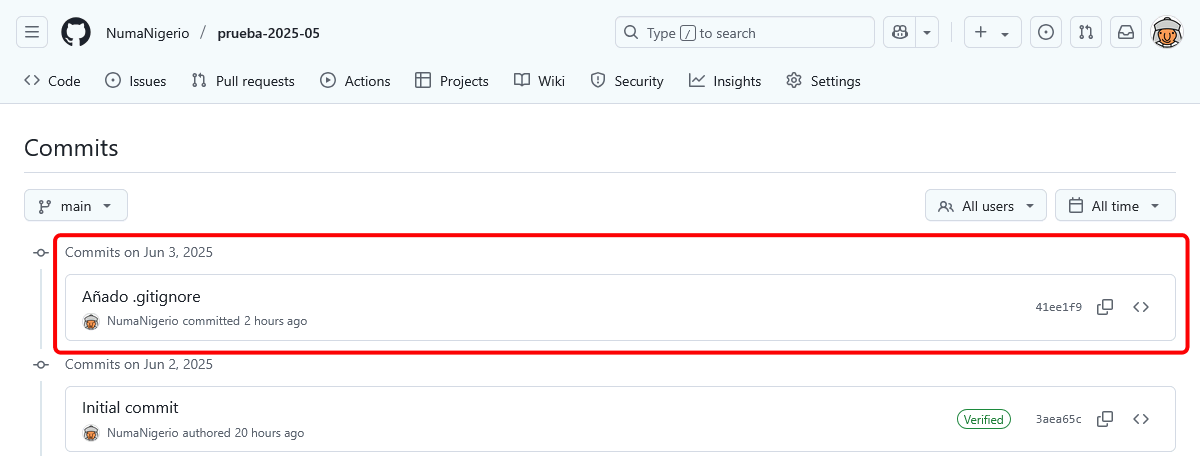 NumaNigerio / prueba-2025-05
Type / to search
Code Issues Pull requests Actions Projects Wiki Security Insights Settings
Commits
main All users All time
Commits on Jun 3, 2025
Añado .gitignore
41ee1f9
NumaNigerio committed 2 hours ago
Commits on Jun 2, 2025
Initial commit
Verified 3aea65c
NumaNigerio authored 20 hours ago